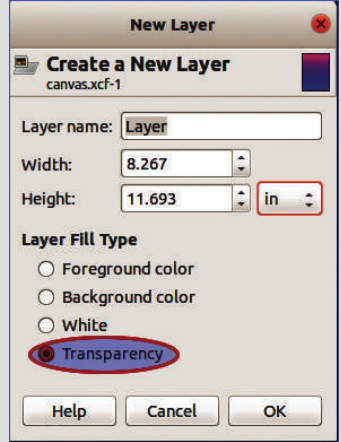 New Layer
Create a New Layer
canvas.xcf-1
Layer name: Layer
Width: 8.267
Height: 11.693 in
Layer Fill Type
Foreground color
Background color
White
Transparency
Help Cancel OK